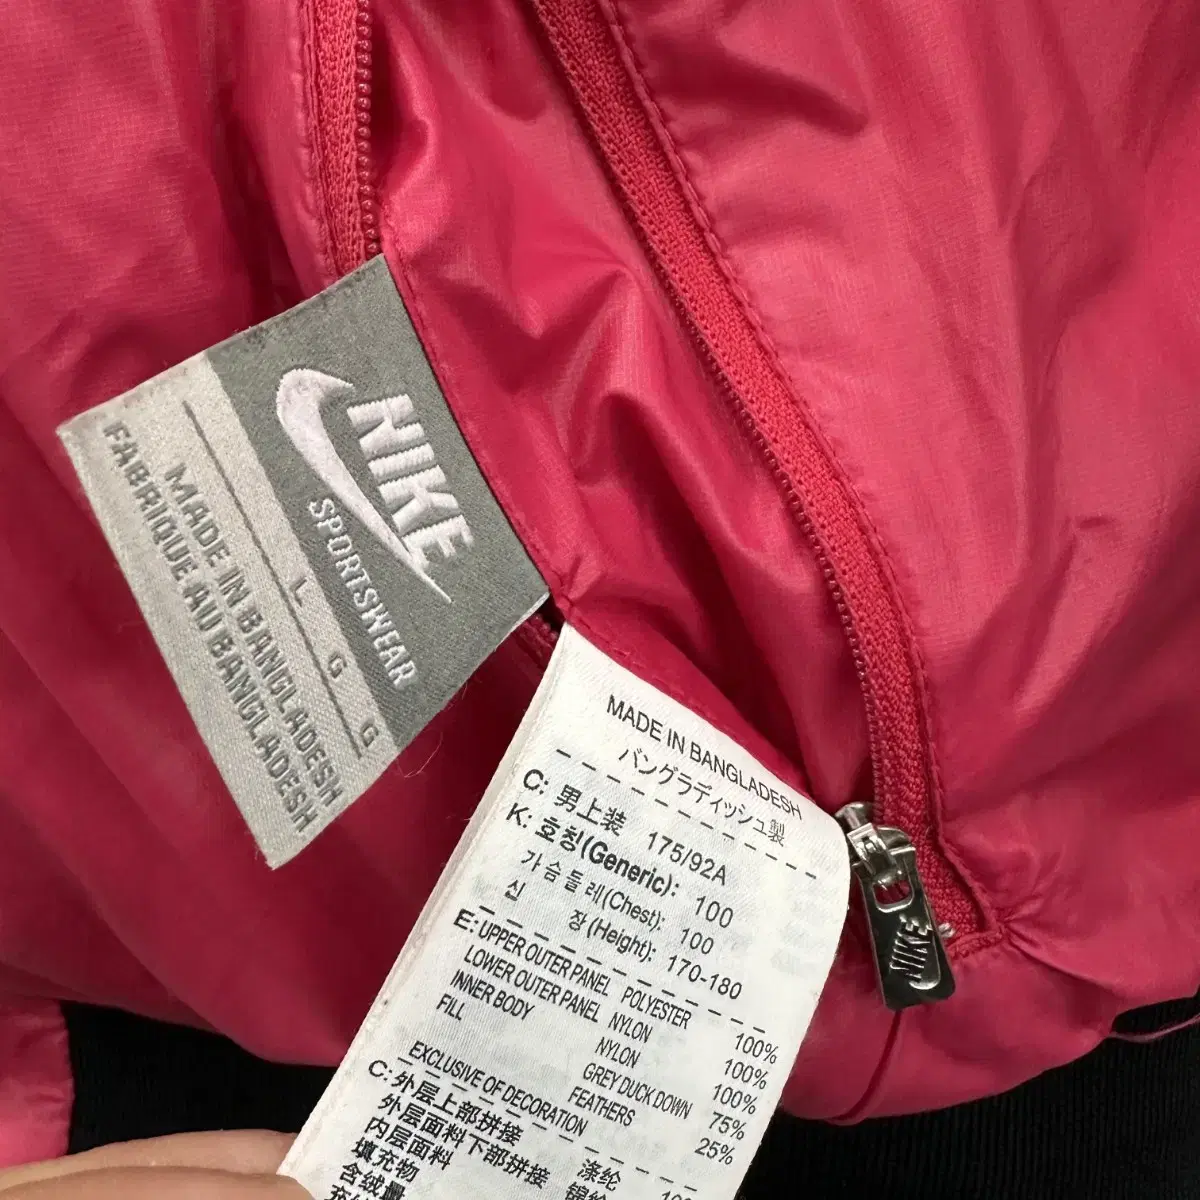 NIKE
SPORTSWEAR
L G G
MADE IN BANGLADESH
FABRIQUE AU BANGLADESH
MADE IN BANGLADESH
バングラディッシュ製
C: 男上装 175/92A
K: 호칭(Generic): 100
가슴둘레(Chest): 100
신 장(Height): 170-180
E: UPPER OUTER PANEL POLYESTER 100%
LOWER OUTER PANEL NYLON 100%
INNER BODY NYLON 100%
FILL GREY DUCK DOWN 75%
FEATHERS 25%
EXCLUSIVE OF DECORATION
C: 外层上部拼接 涤纶
外层面料下部拼接
内层面料
填充物
含绒量
NIKE